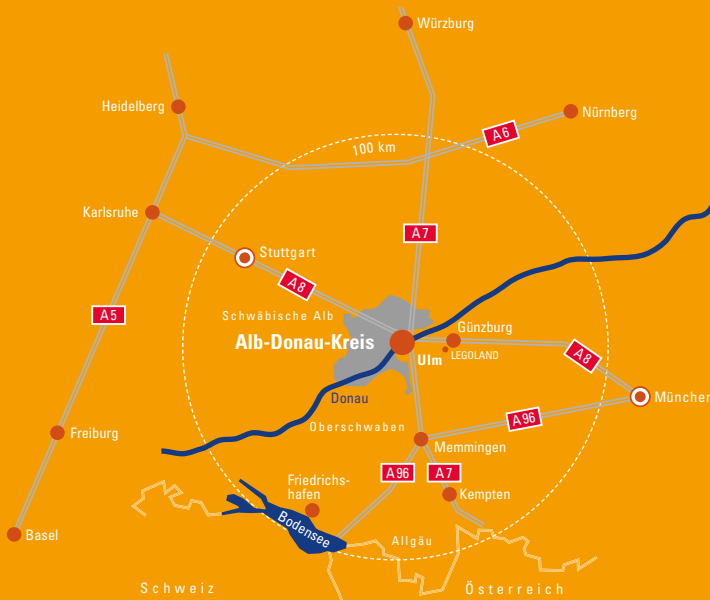 Würzburg
Heidelberg
Nürnberg
A6
100 km
Karlsruhe
A7
Stuttgart
A8
A5
Schwäbische Alb
Günzburg
Alb-Donau-Kreis
Ulm
LEGOLAND
A8
Donau
München
A96
Oberschwaben
Freiburg
Memmingen
A96
A7
Friedrichs-
hafen
Kempten
Bodensee
Basel
Allgäu
Schweiz
Österreich